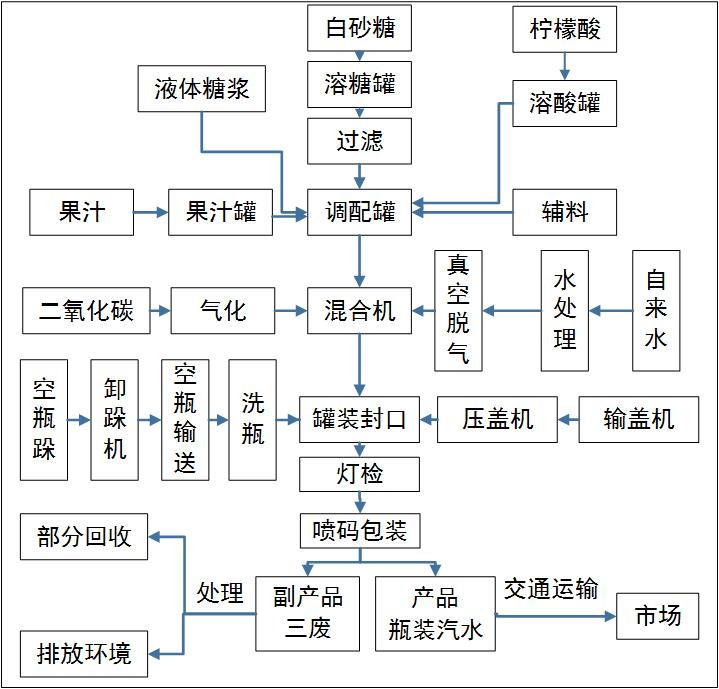 白砂糖
柠檬酸
液体糖浆
溶糖罐
溶酸罐
过滤
果汁
果汁罐
调配罐
辅料
二氧化碳
气化
混合机
真空脱气
水处理
自来水
空瓶跺
卸跺机
空瓶输送
洗瓶
罐装封口
压盖机
输盖机
灯检
喷码包装
部分回收
处理
副产品
三废
产品
瓶装汽水
交通运输
市场
排放环境